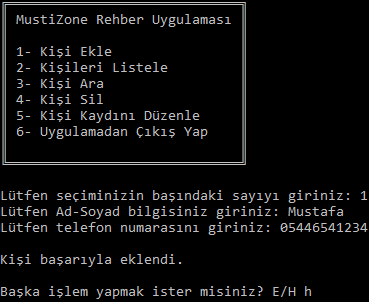 MustiZone Rehber Uygulaması
1- Kişi Ekle
2- Kişileri Listele
3- Kişi Ara
4- Kişi Sil
5- Kişi Kaydını Düzenle
6- Uygulamadan Çıkış Yap
Lütfen seçiminizin başındaki sayıyı giriniz: 1
Lütfen Ad-Soyad bilgisiniz giriniz: Mustafa
Lütfen telefon numarasını giriniz: 05446541234
Kişi başarıyla eklendi.
Başka işlem yapmak ister misiniz? E/H h